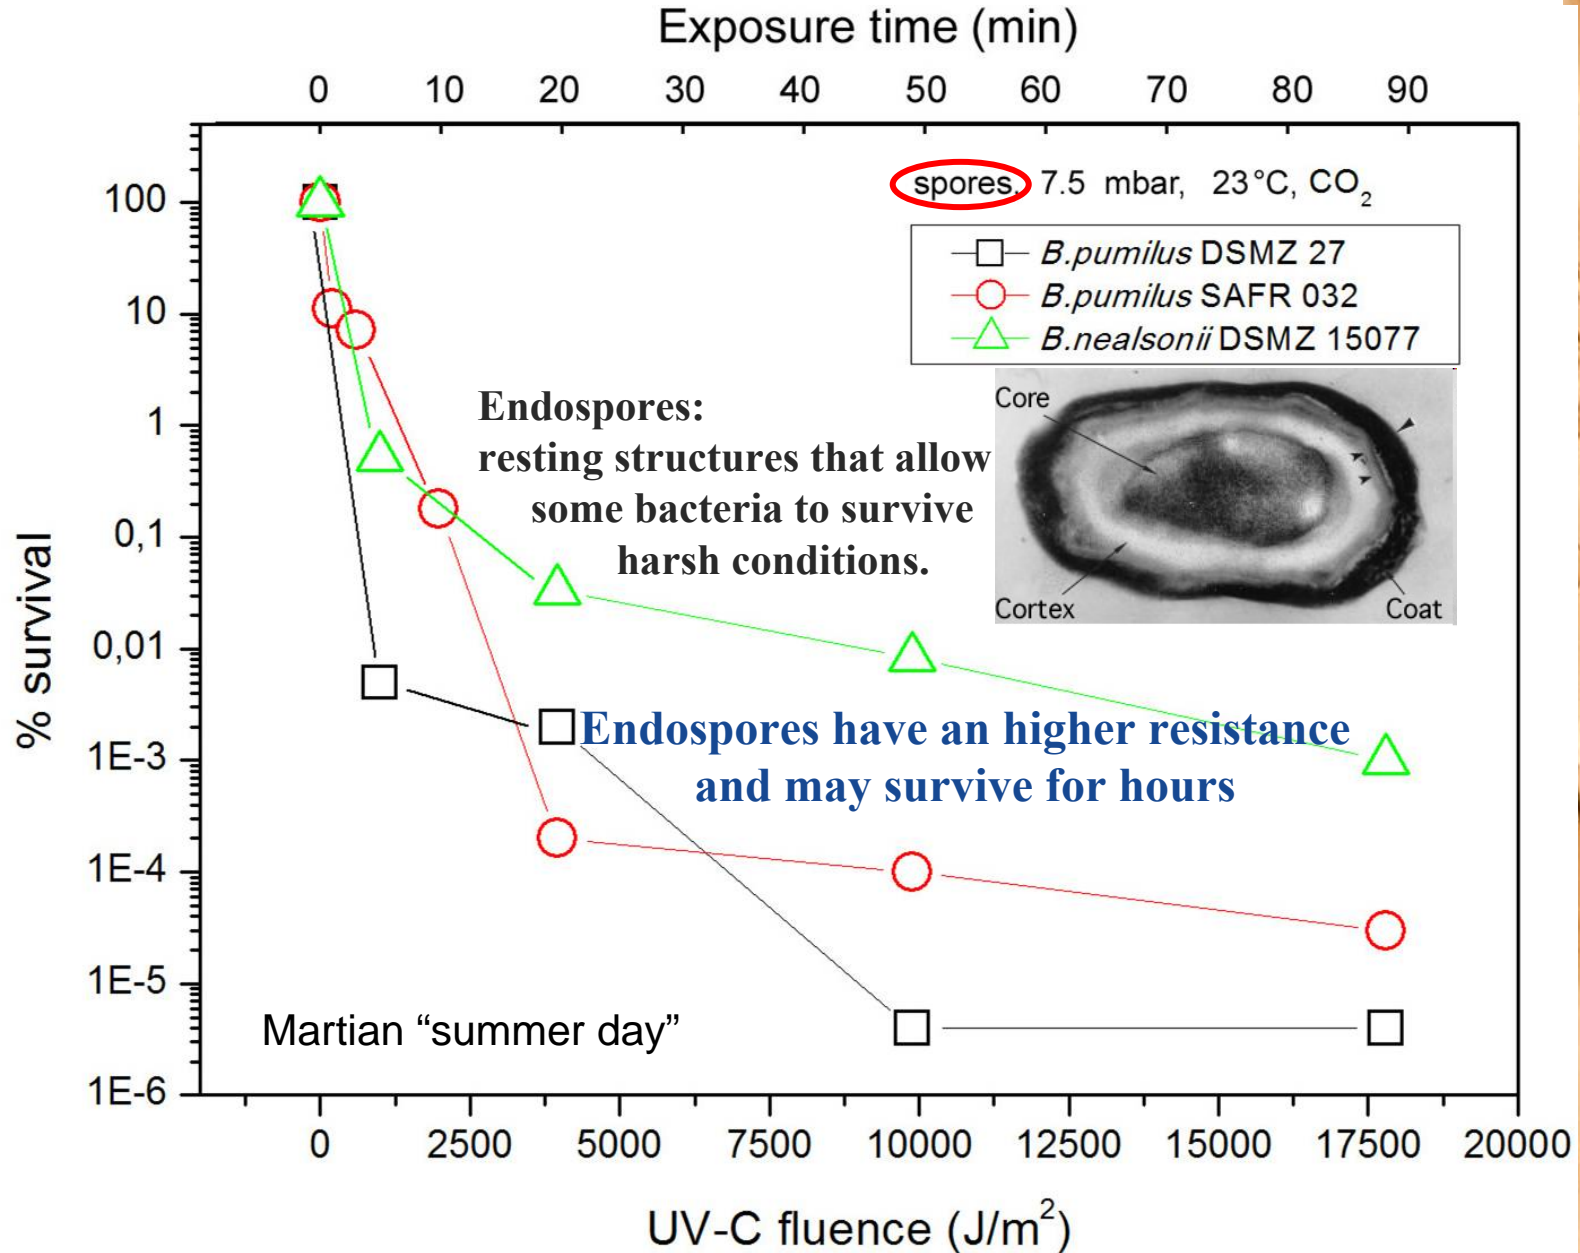 Exposure time (min)
0 10 20 30 40 50 60 70 80 90
spores, 7.5 mbar, 23°C, CO₂
B.pumilus DSMZ 27
B.pumilus SAFR 032
B.nealsonii DSMZ 15077
100
10
1
0,1
0,01
1E-3
1E-4
1E-5
1E-6
% survival
Endospores:
resting structures that allow
some bacteria to survive
harsh conditions.
Core
Cortex
Coat
Endospores have an higher resistance
and may survive for hours
Martian “summer day”
0 2500 5000 7500 10000 12500 15000 17500 20000
UV-C fluence (J/m²)